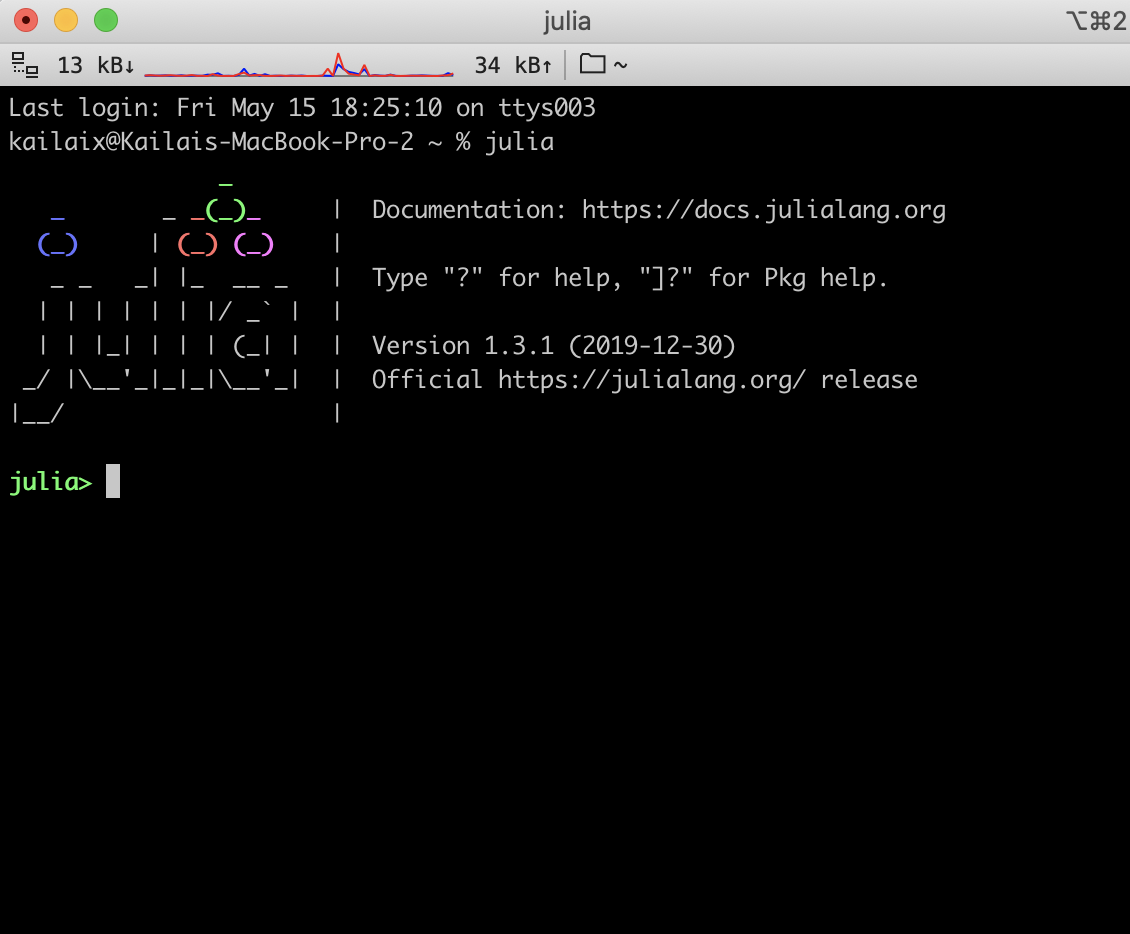 julia
⌥⌘2
13 kB↓ 34 kB↑ ~
Last login: Fri May 15 18:25:10 on ttys003
kailaix@Kailais-MacBook-Pro-2 ~ % julia
               _
   _       _ _(_)_     |  Documentation: https://docs.julialang.org
  (_)     | (_) (_)    |
   _ _   _| |_  __ _   |  Type "?" for help, "]?" for Pkg help.
  | | | | | | |/ _` |  |
  | | |_| | | | (_| |  |  Version 1.3.1 (2019-12-30)
 _/ |\__'_|_|_|\__'_|  |  Official https://julialang.org/ release
|__/                   |
julia>